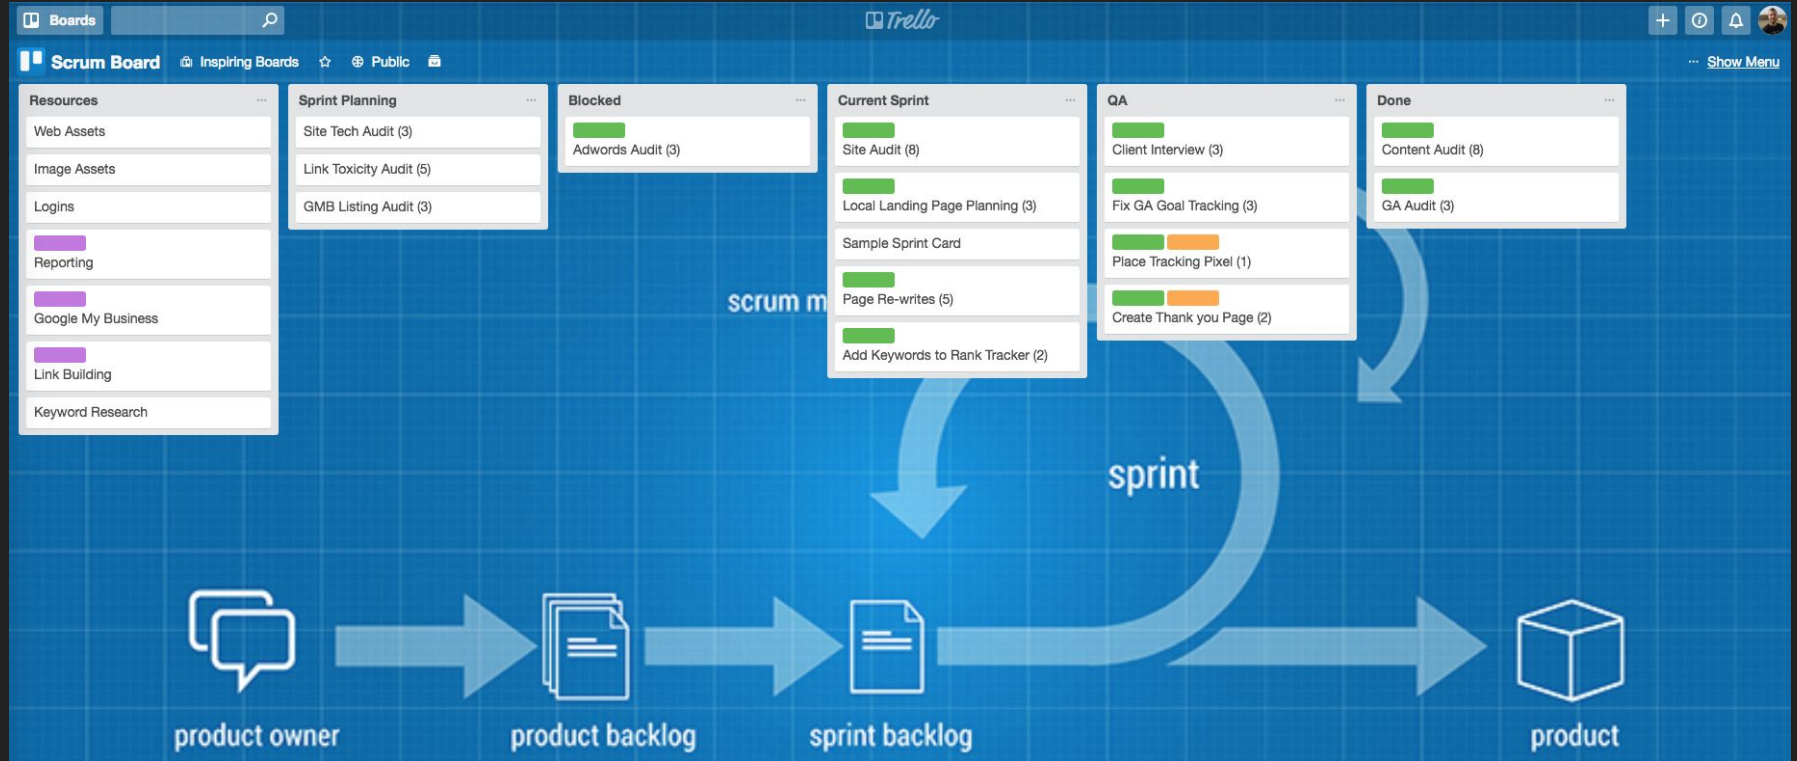 Boards
Trello
Scrum Board
Inspiring Boards
Public
... Show Menu
Resources
Web Assets
Image Assets
Logins
Reporting
Google My Business
Link Building
Keyword Research
Sprint Planning
Site Tech Audit (3)
Link Toxicity Audit (5)
GMB Listing Audit (3)
Blocked
Adwords Audit (3)
Current Sprint
Site Audit (8)
Local Landing Page Planning (3)
Sample Sprint Card
Page Re-writes (5)
Add Keywords to Rank Tracker (2)
QA
Client Interview (3)
Fix GA Goal Tracking (3)
Place Tracking Pixel (1)
Create Thank you Page (2)
Done
Content Audit (8)
GA Audit (3)
scrum m
sprint
product owner
product backlog
sprint backlog
product